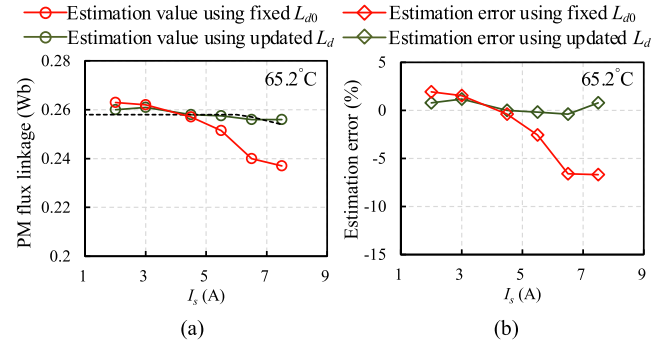 Estimation value using fixed L_d0
Estimation error using fixed L_d0
Estimation value using updated L_d
Estimation error using updated L_d
0.28
0.26
0.24
0.22
0.2
PM flux linkage (Wb)
65.2°C
1 3 5 7 9
I_s (A)
(a)
5
0
-5
-10
-15
Estimation error (%)
65.2°C
1 3 5 7 9
I_s (A)
(b)